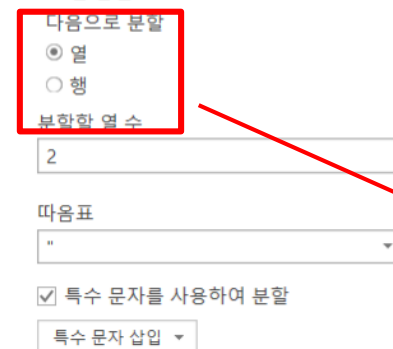 다음으로 분할
열
행
분할할 열 수
2
따옴표
"
특수 문자를 사용하여 분할
특수 문자 삽입